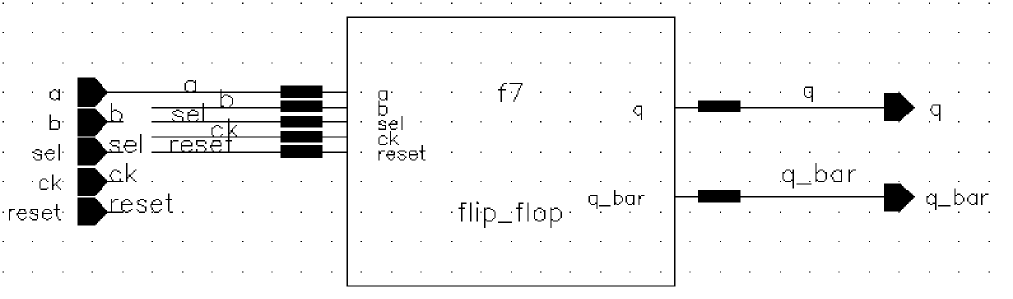 a a a f7 q q q
b b b b
sel sel sel sel
ck ck ck ck
reset reset reset reset
q_bar q_bar q_bar
flip_flop